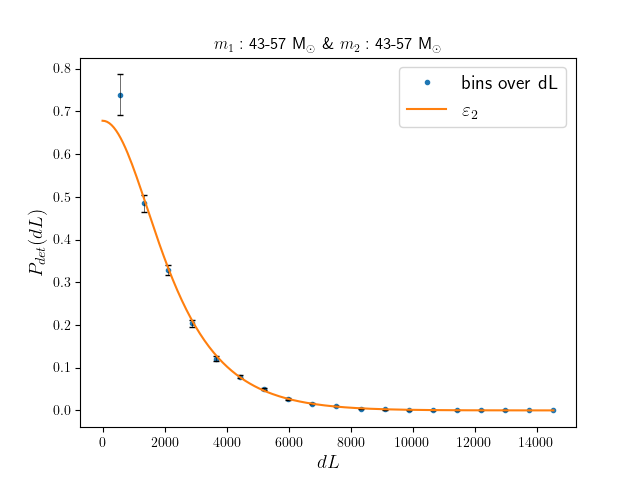 m₁ : 43-57 M⊙ & m₂ : 43-57 M⊙
bins over dL
ε₂
P_det(dL)
0.8
0.7
0.6
0.5
0.4
0.3
0.2
0.1
0.0
0 2000 4000 6000 8000 10000 12000 14000
dL